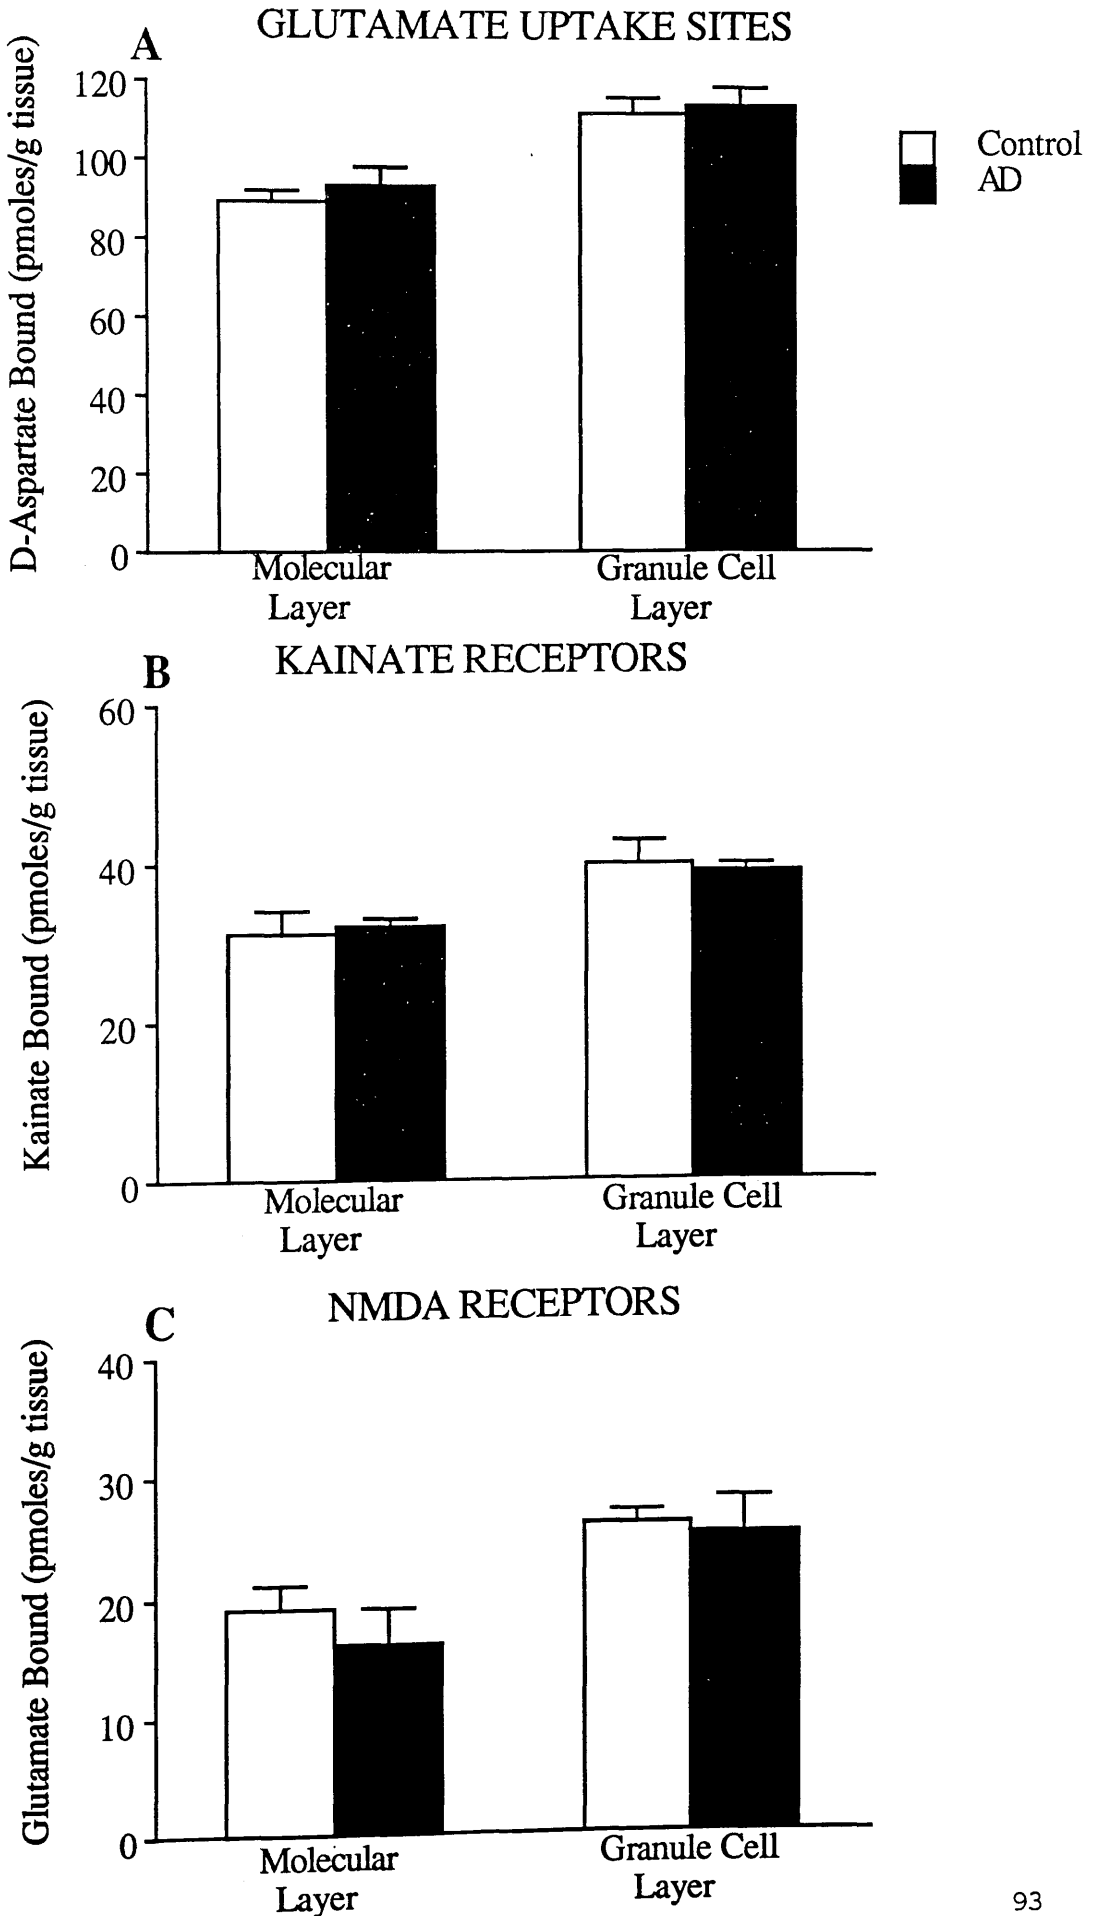 A
GLUTAMATE UPTAKE SITES
D-Aspartate Bound (pmoles/g tissue)
120
100
80
60
40
20
0
Molecular
Layer
Granule Cell
Layer
Control
AD
B
KAINATE RECEPTORS
Kainate Bound (pmoles/g tissue)
60
40
20
0
Molecular
Layer
Granule Cell
Layer
C
NMDA RECEPTORS
Glutamate Bound (pmoles/g tissue)
40
30
20
10
0
Molecular
Layer
Granule Cell
Layer
93